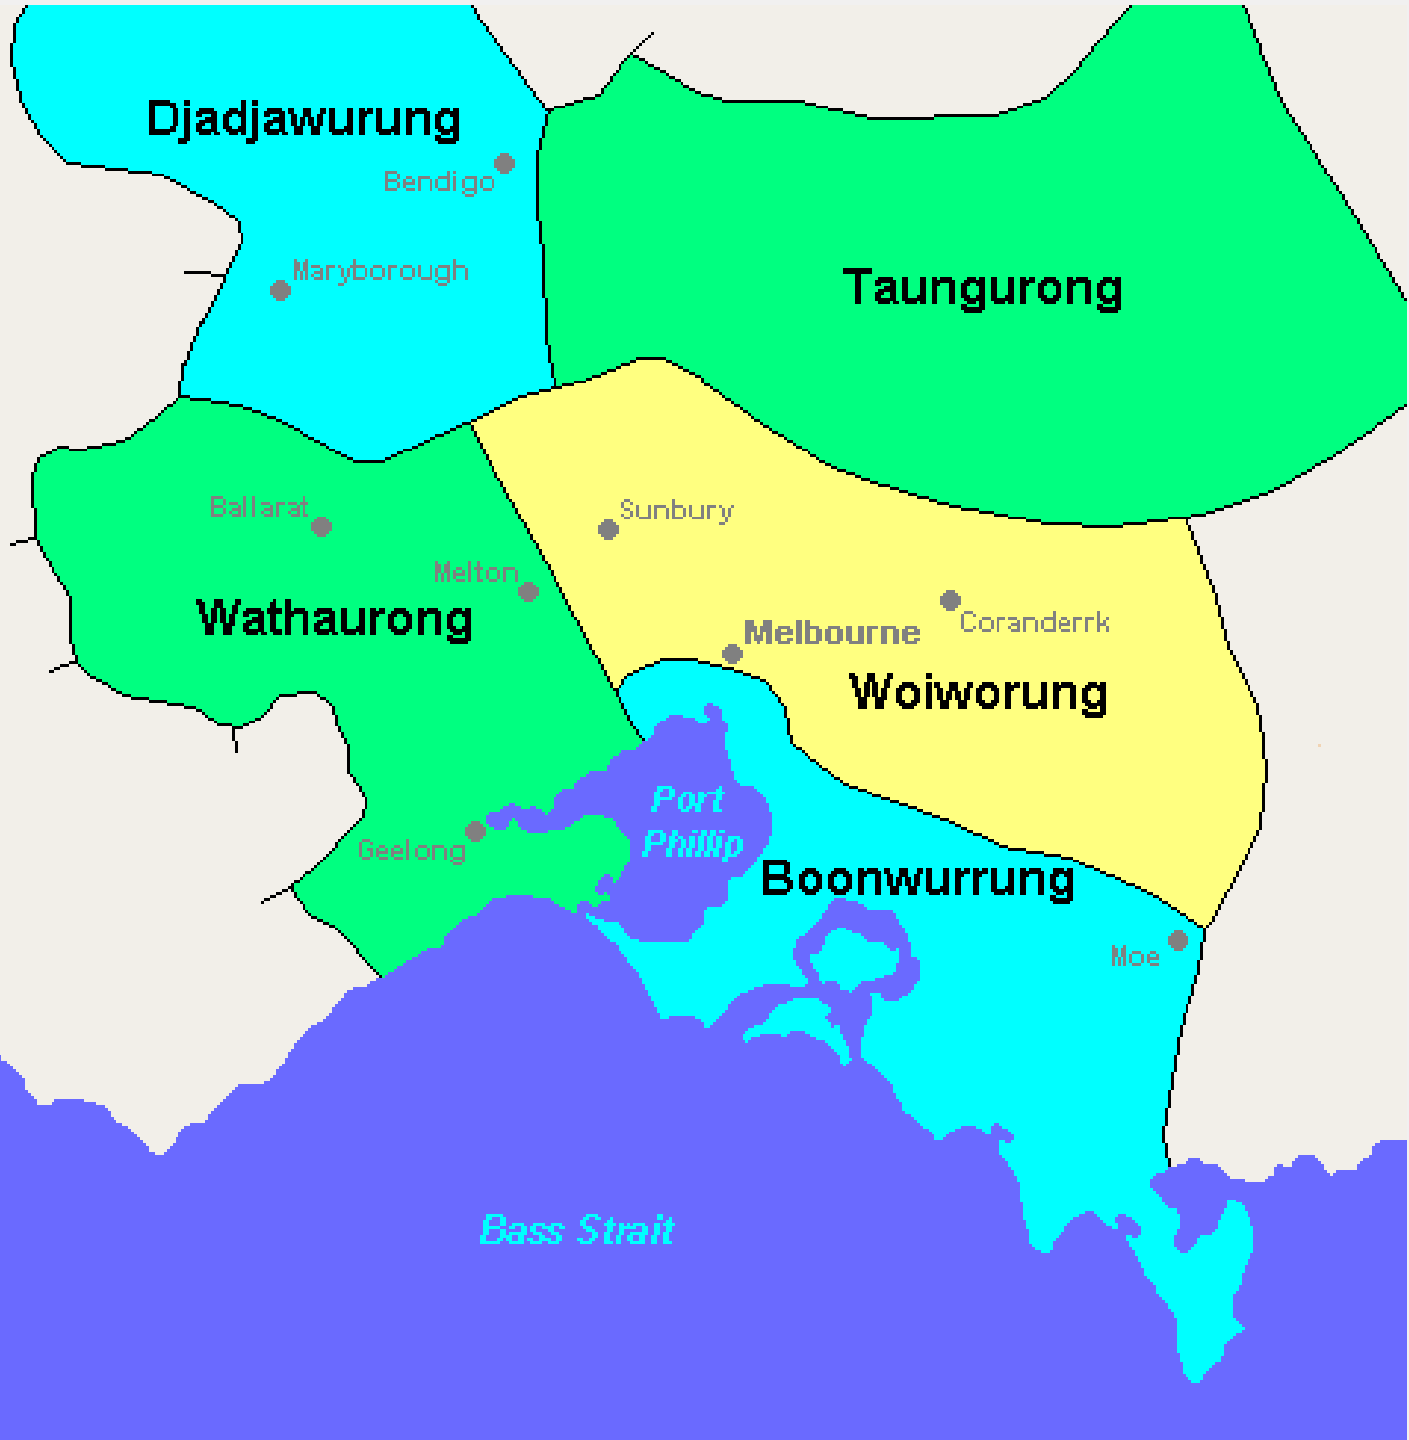 Djadjawurung
Bendigo
Maryborough
Taungurong
Ballarat
Sunbury
Melton
Wathaurong
Melbourne
Coranderrk
Woiworung
Port
Phillip
Geelong
Boonwurrung
Moe
Bass Strait